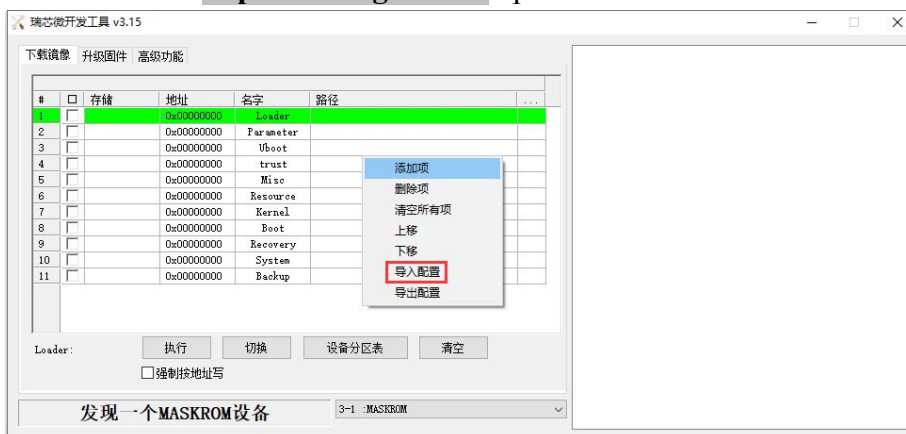 瑞芯微开发工具 v3.15
下载镜像 升级固件 高级功能
# 存储 地址 名字 路径 ...
1 0x00000000 Loader
2 0x00000000 Parameter
3 0x00000000 Uboot
4 0x00000000 trust
5 0x00000000 Misc
6 0x00000000 Resource
7 0x00000000 Kernel
8 0x00000000 Boot
9 0x00000000 Recovery
10 0x00000000 System
11 0x00000000 Backup
添加项
删除项
清空所有项
上移
下移
导入配置
导出配置
Loader: 执行 切换 设备分区表 清空
强制按地址写
发现一个MASKROM设备 3-1 :MASKROM